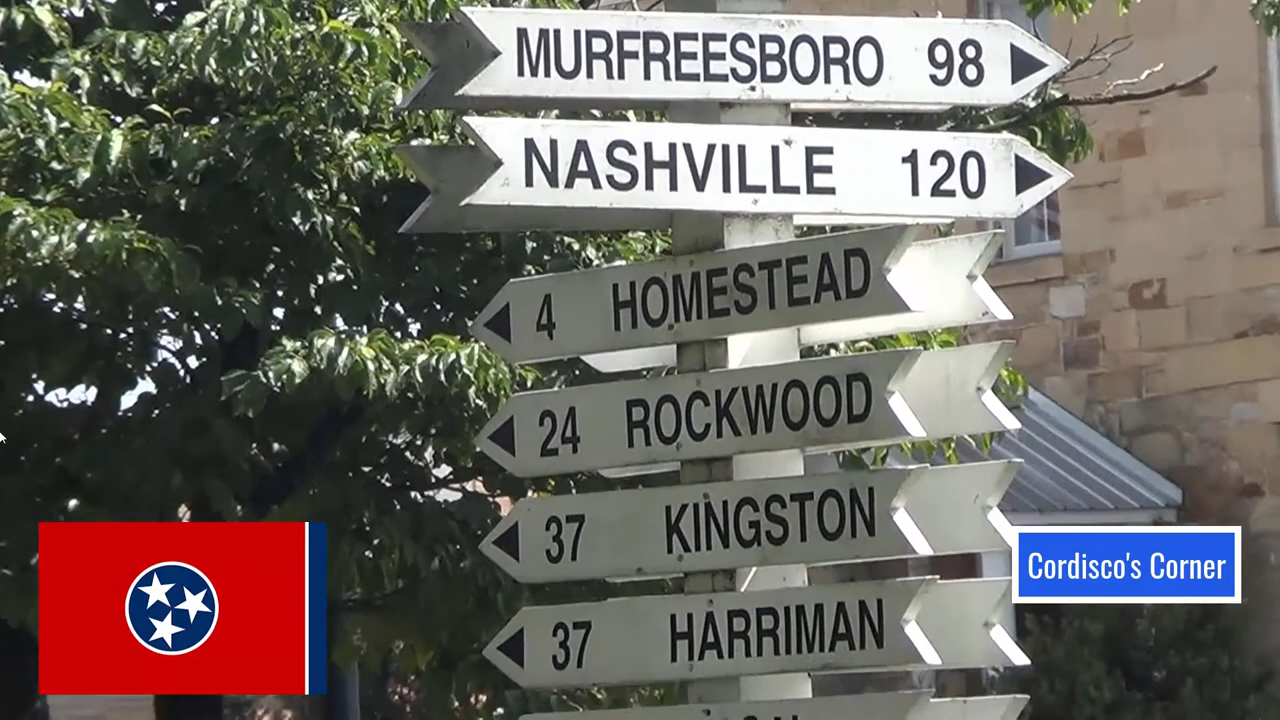 MURFREESBORO 98
NASHVILLE 120
4 HOMESTEAD
24 ROCKWOOD
37 KINGSTON
Cordisco's Corner
37 HARRIMAN